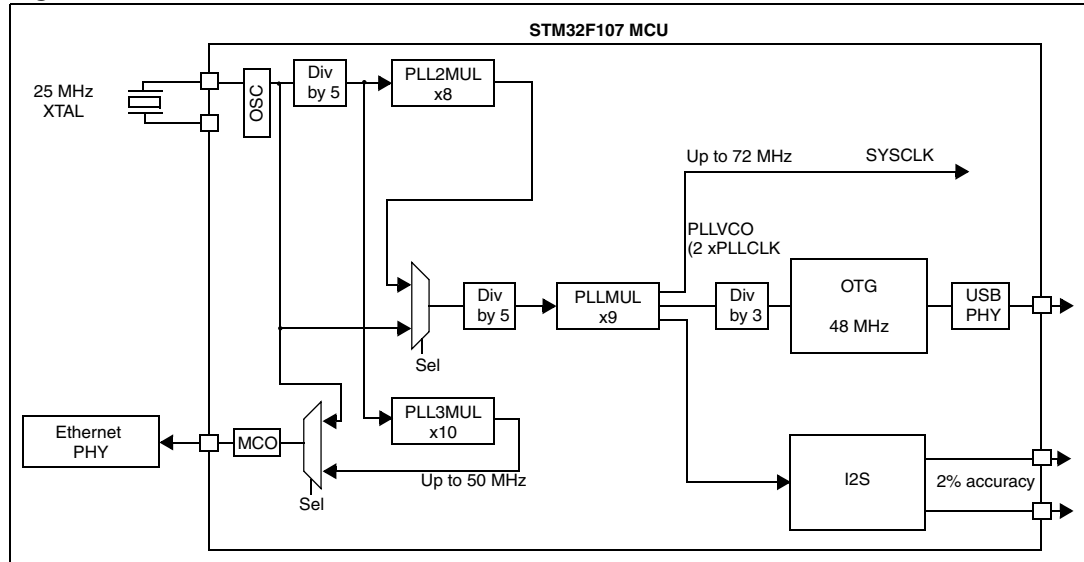 STM32F107 MCU
25 MHz
XTAL
OSC
Div
by 5
PLL2MUL
x8
Up to 72 MHz
SYSCLK
PLLVCO
(2 xPLLCLK
Div
by 5
PLLMUL
x9
Div
by 3
OTG
48 MHz
USB
PHY
Sel
PLL3MUL
x10
Ethernet
PHY
MCO
Up to 50 MHz
Sel
I2S
2% accuracy